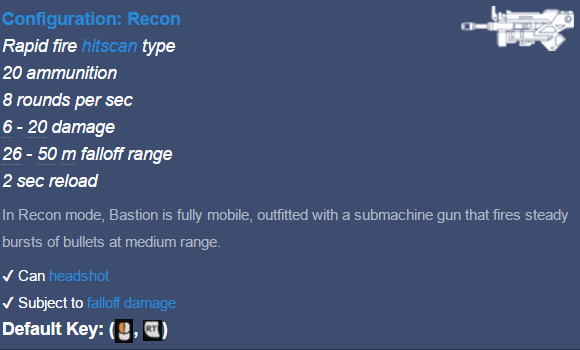 Configuration: Recon
Rapid fire hitscan type
20 ammunition
8 rounds per sec
6 - 20 damage
26 - 50 m falloff range
2 sec reload
In Recon mode, Bastion is fully mobile, outfitted with a submachine gun that fires steady
bursts of bullets at medium range.
✓ Can headshot
✓ Subject to falloff damage
Default Key: ( , RT )